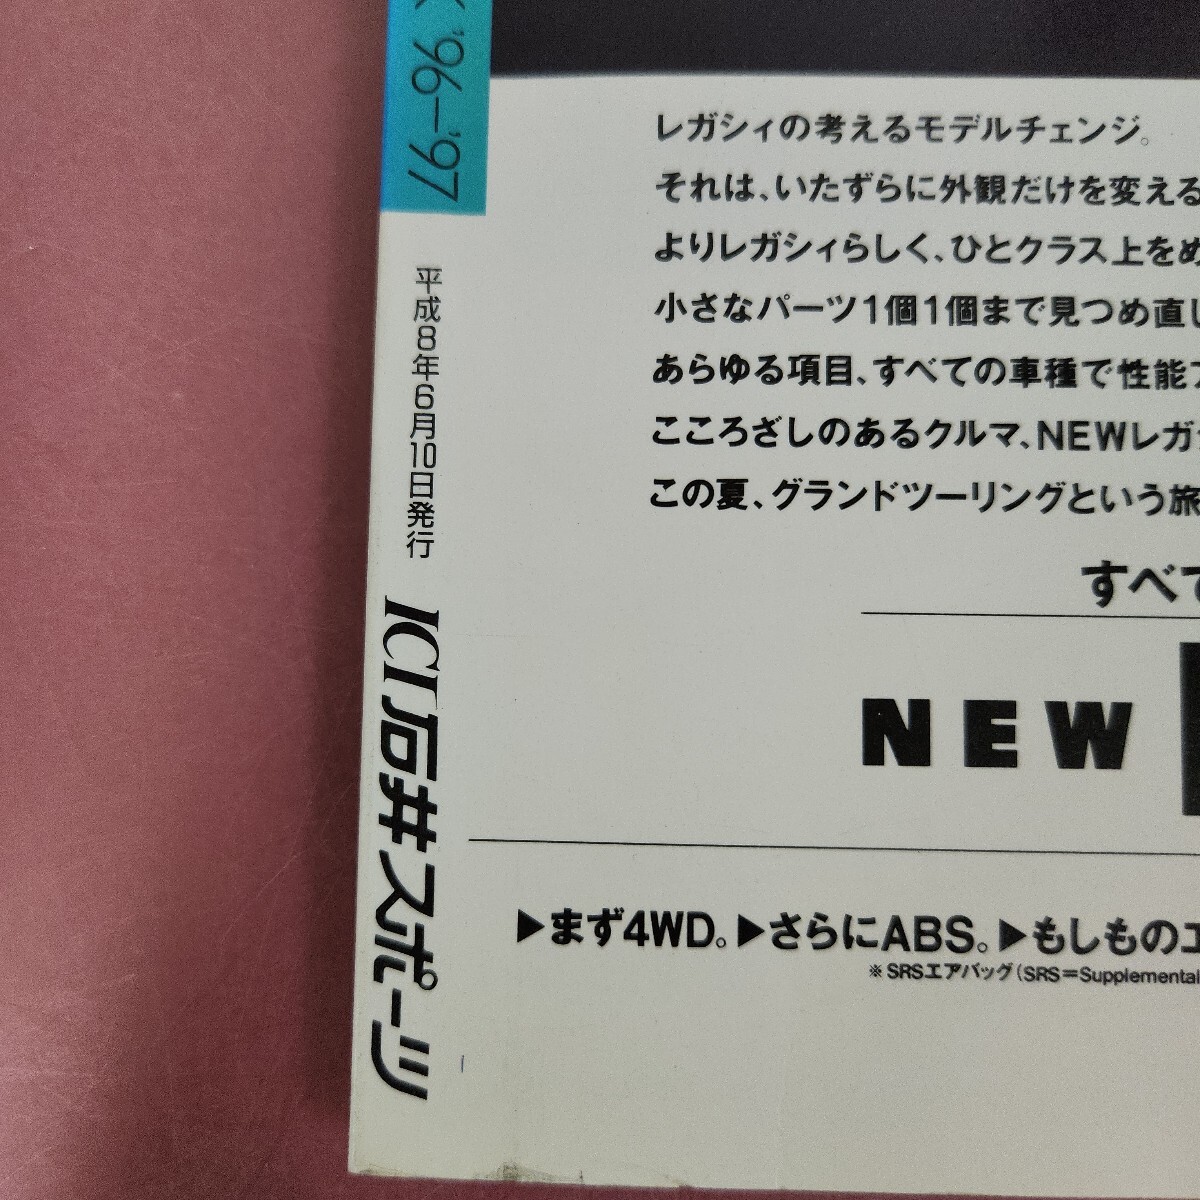 '96–'97
平成8年6月10日発行
ICI石井スポーツ
レガシィの考えるモデルチェンジ。
それは、いたずらに外観だけを変える
よりレガシィらしく、ひとクラス上をめ
小さなパーツ1個1個まで見つめ直し
あらゆる項目、すべての車種で性能ア
こころざしのあるクルマ、NEWレガシ
この夏、グランドツーリングという旅
すべて
NEW
▶まず4WD。▶さらにABS。▶もしものエ
※SRSエアバッグ(SRS=Supplemental